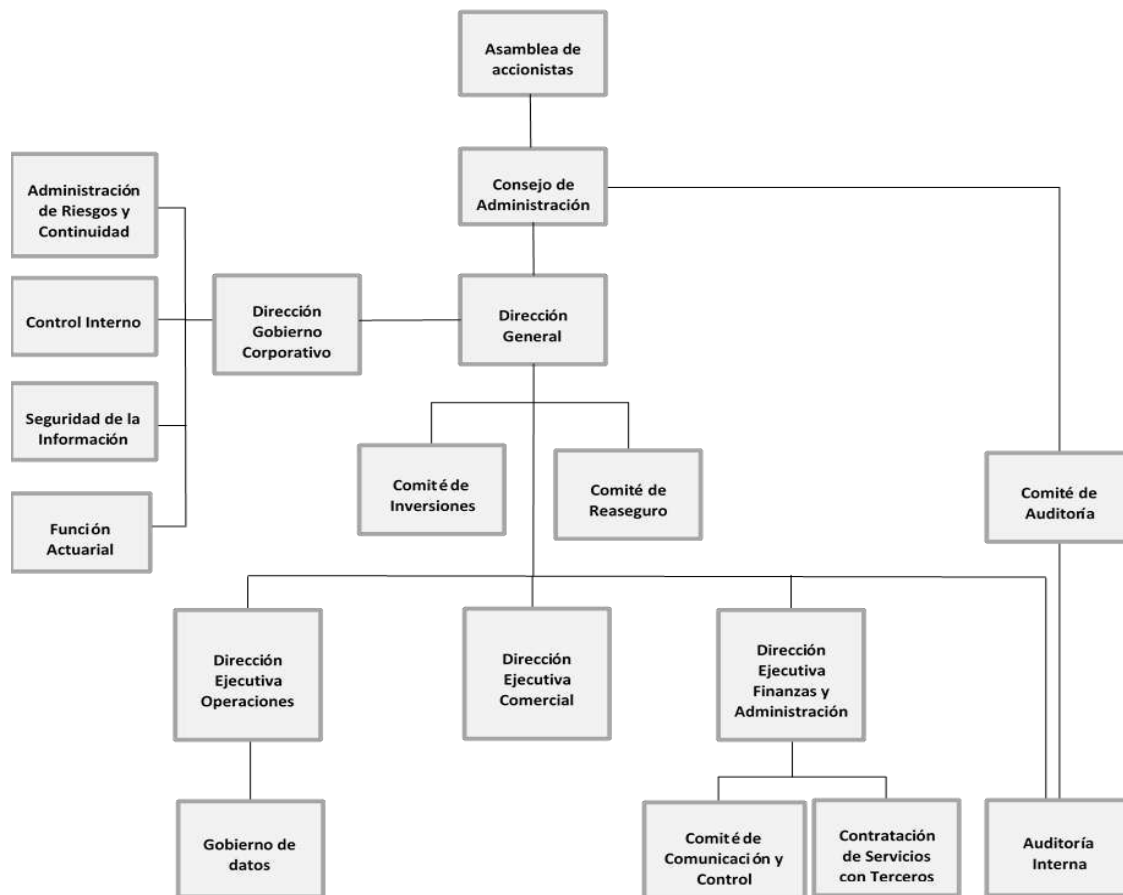 Asamblea de
accionistas
Consejo de
Administración
Administración
de Riesgos y
Continuidad
Control Interno
Seguridad de la
Información
Función
Actuarial
Dirección
Gobierno
Corporativo
Dirección
General
Comité de
Inversiones
Comité de
Reaseguro
Comité de
Auditoría
Dirección
Ejecutiva
Operaciones
Dirección
Ejecutiva
Comercial
Dirección
Ejecutiva
Finanzas y
Administración
Gobierno de
datos
Comité de
Comunicación y
Control
Contratación
de Servicios
con Terceros
Auditoría
Interna